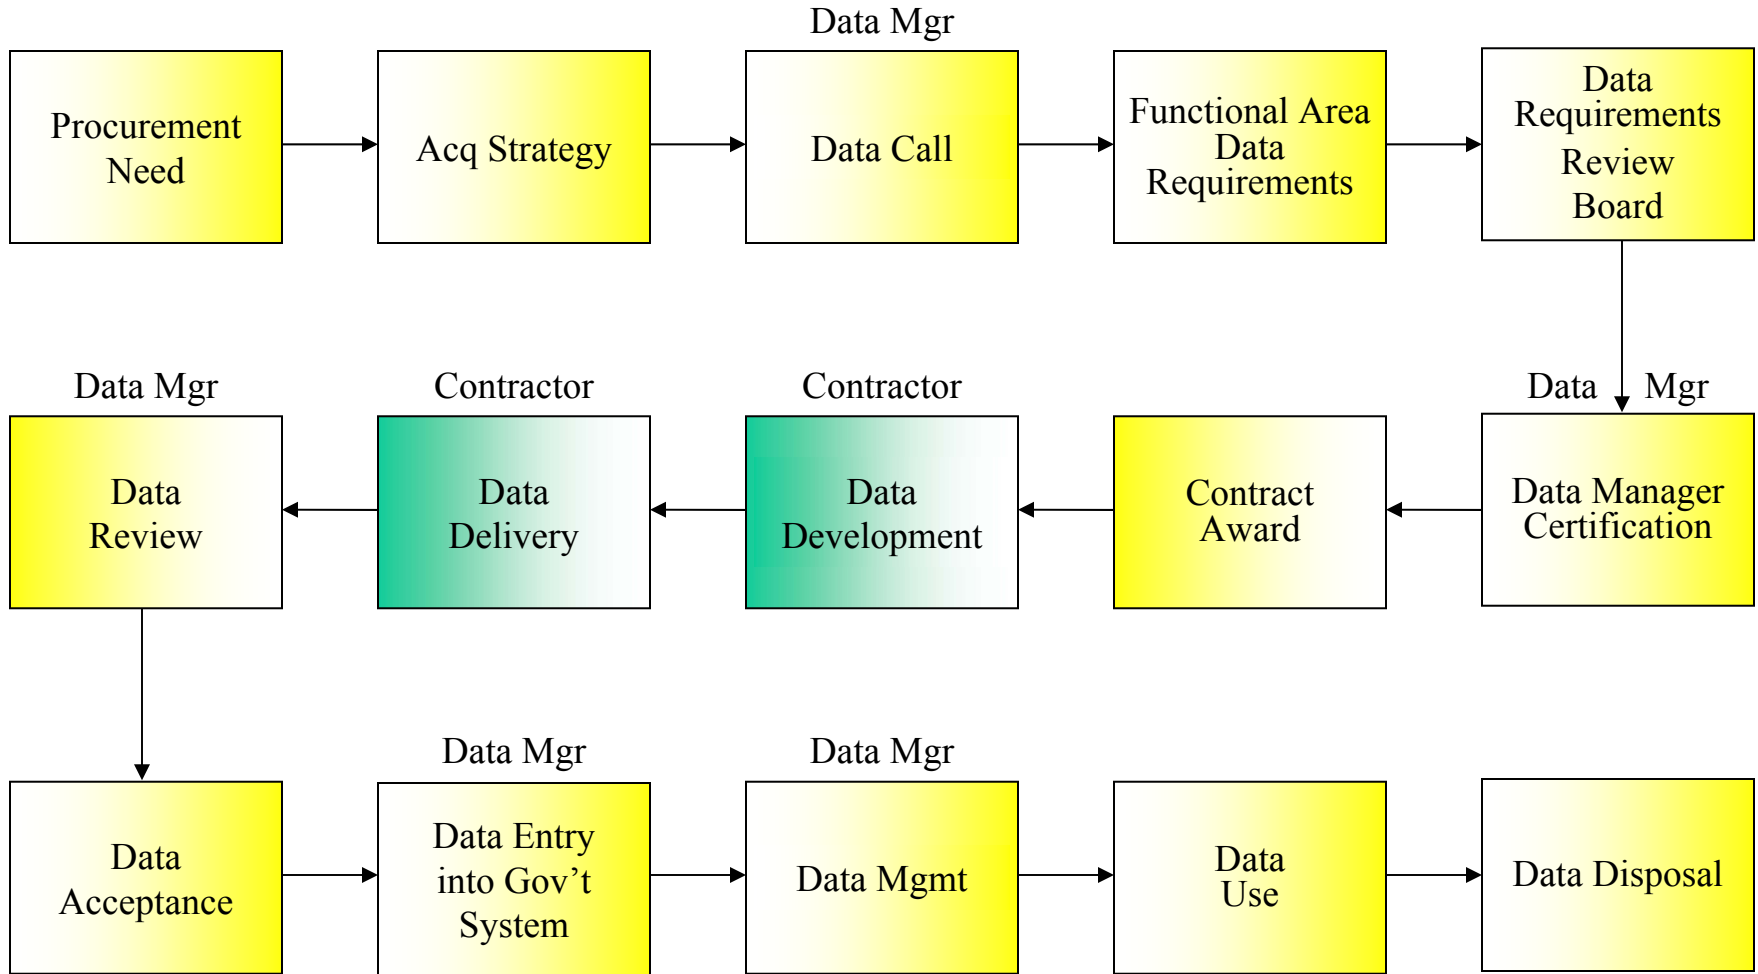 Data Mgr
Procurement
Need
Acq Strategy
Data Call
Functional Area
Data
Requirements
Data
Requirements
Review
Board
Data Mgr
Contractor
Contractor
Data Mgr
Data
Review
Data
Delivery
Data
Development
Contract
Award
Data Manager
Certification
Data Mgr
Data Mgr
Data
Acceptance
Data Entry
into Gov’t
System
Data Mgmt
Data
Use
Data Disposal